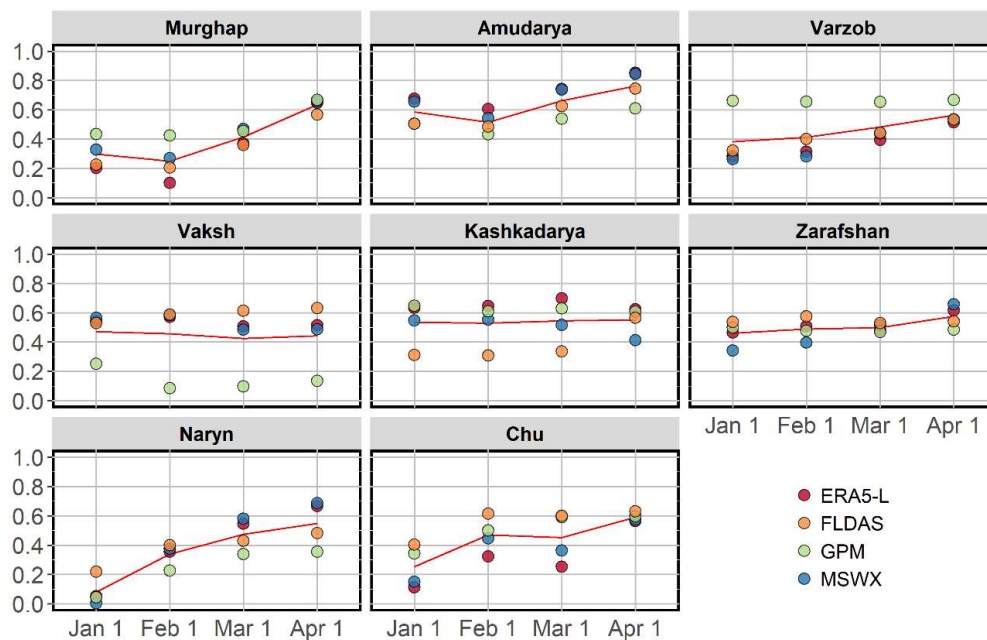 Murghap Amudarya Varzob
1.0
0.8
0.6
0.4
0.2
0.0
Vaksh Kashkadarya Zarafshan
1.0
0.8
0.6
0.4
0.2
0.0
Jan 1 Feb 1 Mar 1 Apr 1
Naryn Chu
1.0
0.8
0.6
0.4
0.2
0.0
ERA5-L
FLDAS
GPM
MSWX
Jan 1 Feb 1 Mar 1 Apr 1 Jan 1 Feb 1 Mar 1 Apr 1